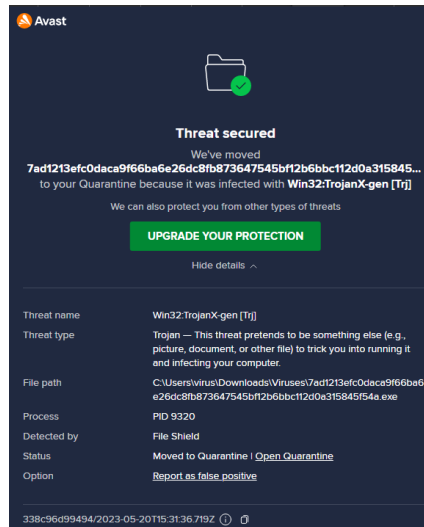 Avast
Threat secured
We've moved
7ad1213efc0daca9f66ba6e26dc8fb873647545bf12b6bbc112d0a315845...
to your Quarantine because it was infected with Win32:TrojanX-gen [Trj]
We can also protect you from other types of threats
UPGRADE YOUR PROTECTION
Hide details
Threat name Win32:TrojanX-gen [Trj]
Threat type Trojan — This threat pretends to be something else (e.g.,
picture, document, or other file) to trick you into running it
and infecting your computer.
File path C:\Users\virus\Downloads\Viruses\7ad1213efc0daca9f66ba6
e26dc8fb873647545bf12b6bbc112d0a315845f54a.exe
Process PID 9320
Detected by File Shield
Status Moved to Quarantine | Open Quarantine
Option Report as false positive
338c96d99494/2023-05-20T15:31:36.719Z